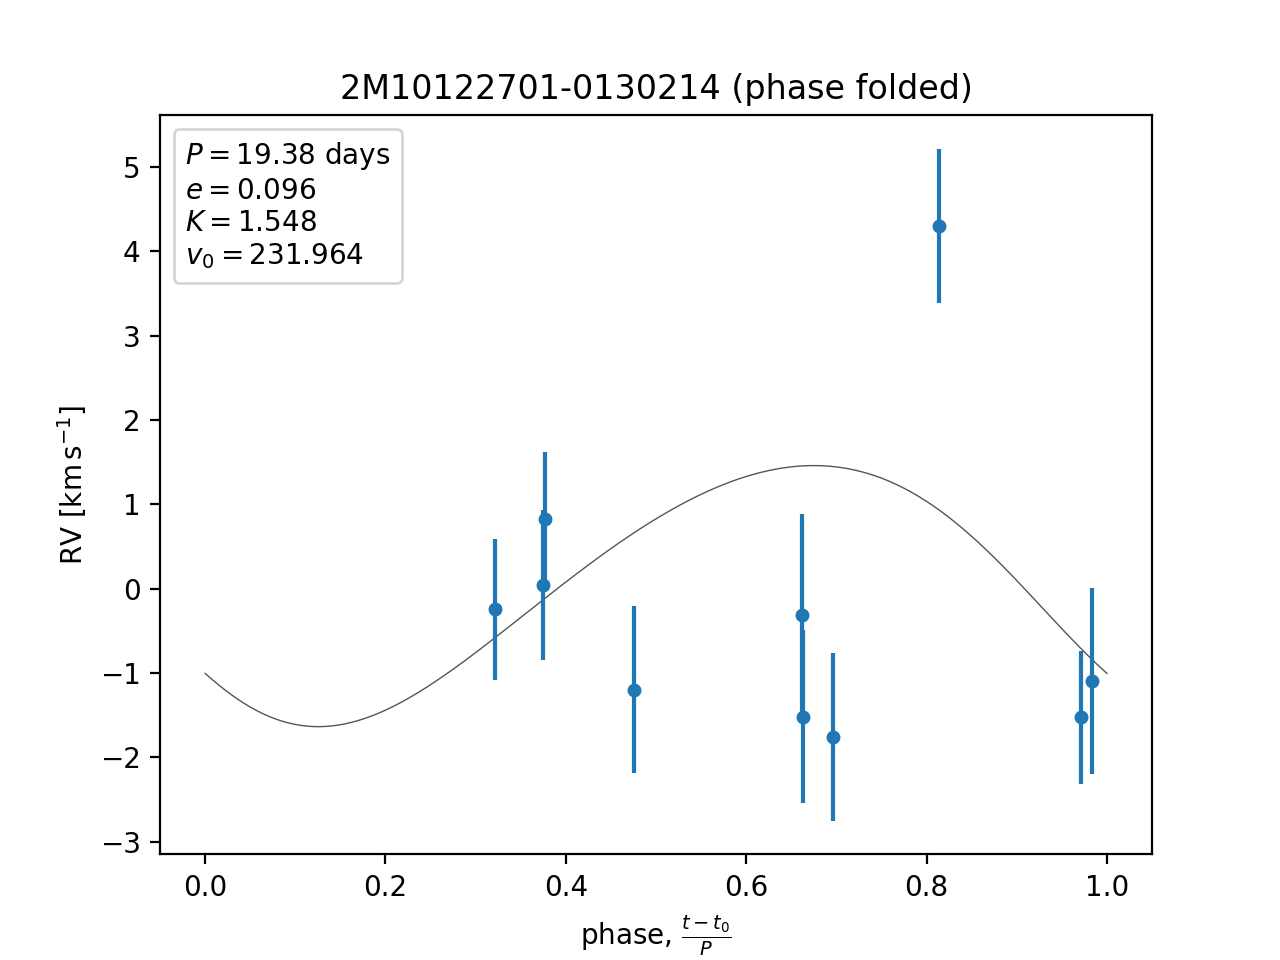 2M10122701-0130214 (phase folded)
P = 19.38 days
e = 0.096
K = 1.548
v₀ = 231.964
5
4
3
2
1
0
−1
−2
−3
RV [km s⁻¹]
0.0 0.2 0.4 0.6 0.8 1.0
phase, (t − t₀)/P